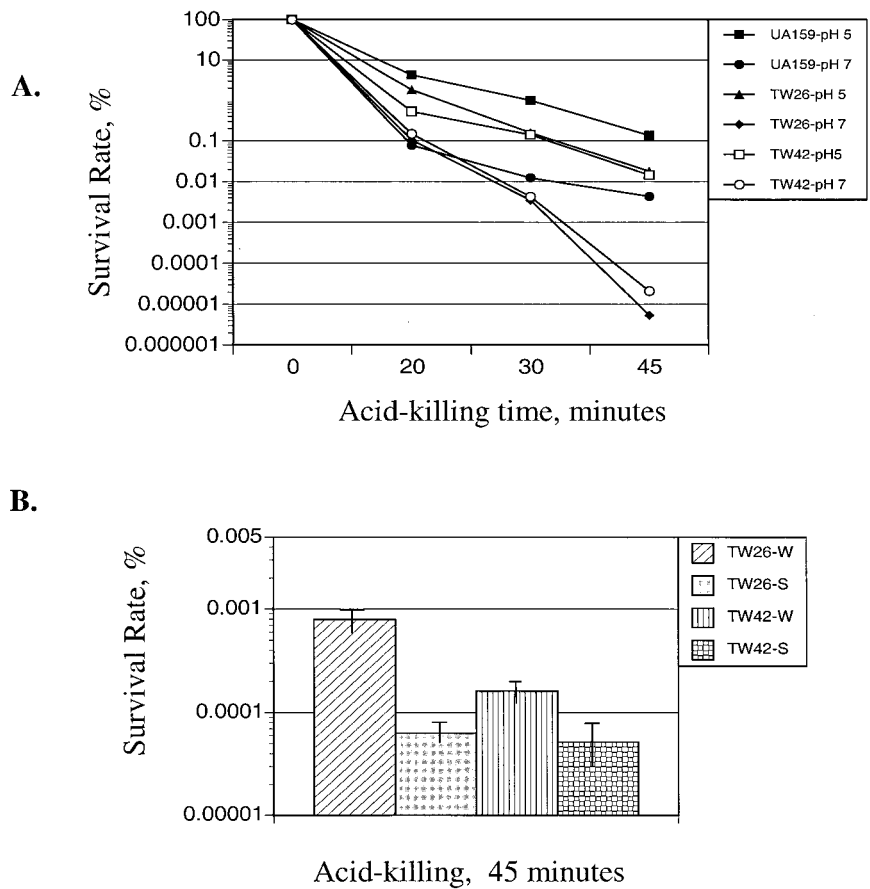 A.
Survival Rate, %
100
10
0.1
0.01
0.001
0.0001
0.00001
0.000001
0 20 30 45
Acid-killing time, minutes
UA159-pH 5
UA159-pH 7
TW26-pH 5
TW26-pH 7
TW42-pH5
TW42-pH 7
B.
Survival Rate, %
0.005
0.001
0.0001
0.00001
Acid-killing, 45 minutes
TW26-W
TW26-S
TW42-W
TW42-S